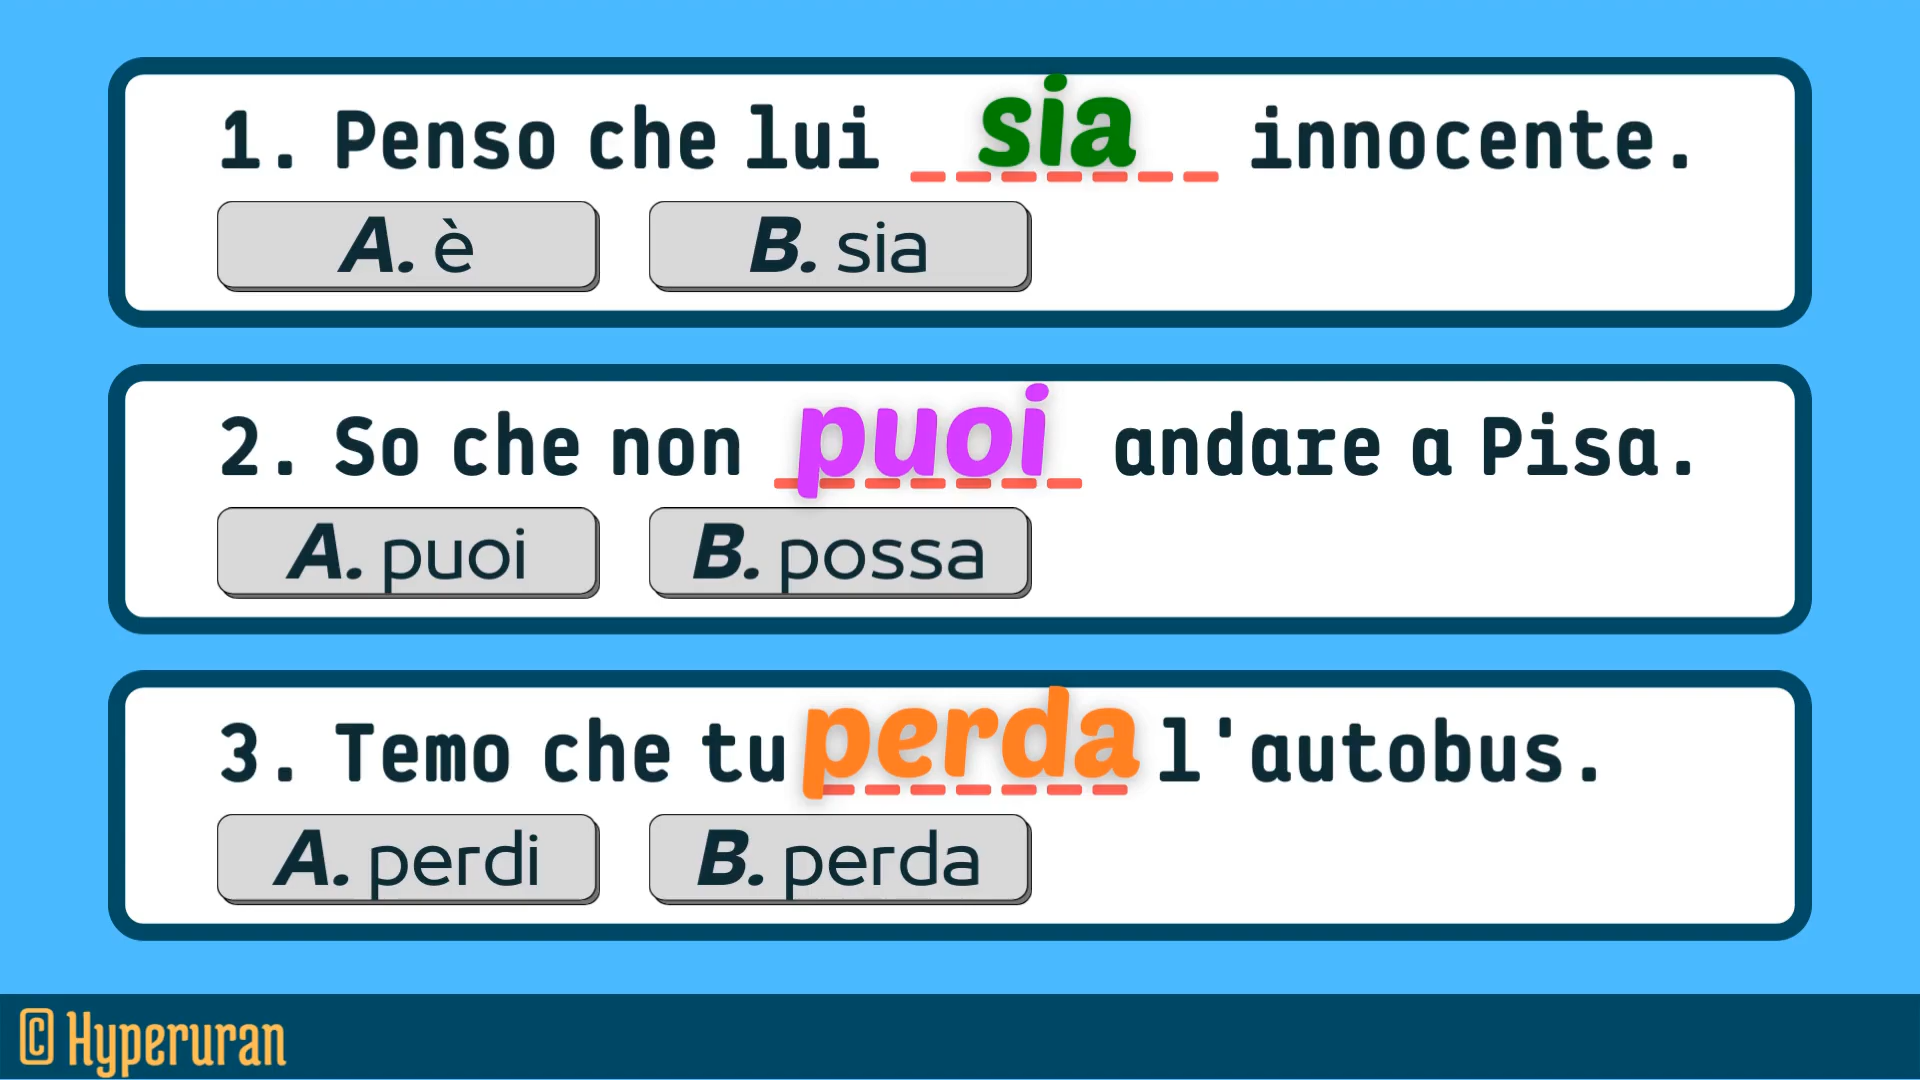 1. Penso che lui sia innocente.
A. è B. sia
2. So che non puoi andare a Pisa.
A. puoi B. possa
3. Temo che tu perda l'autobus.
A. perdi B. perda
© Hyperuran